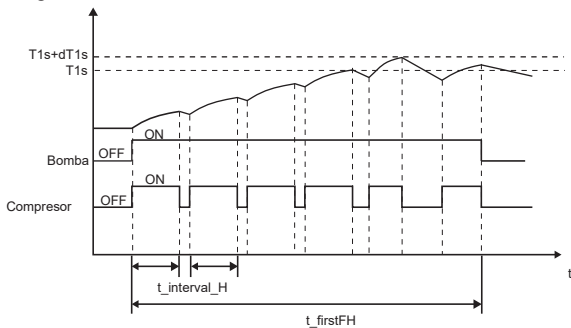 T1s+dT1s
T1s
ON
Bomba
OFF
ON
Compresor
OFF
t
t_interval_H
t_firstFH